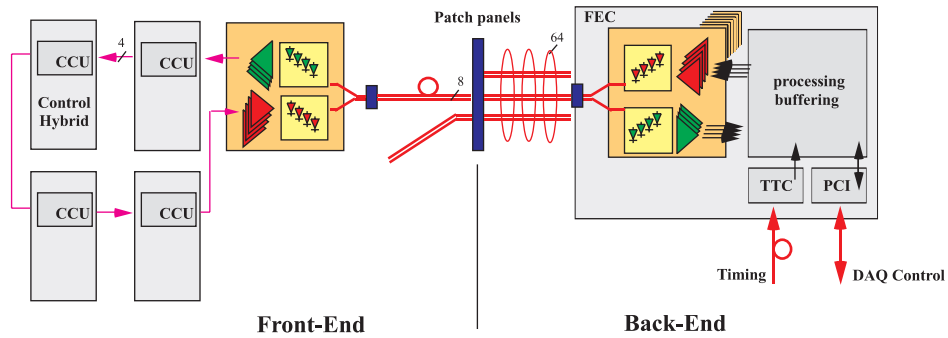 Patch panels
FEC
4
64
CCU
CCU
Control
Hybrid
8
processing
buffering
CCU
CCU
TTC
PCI
Timing
DAQ Control
Front-End
Back-End